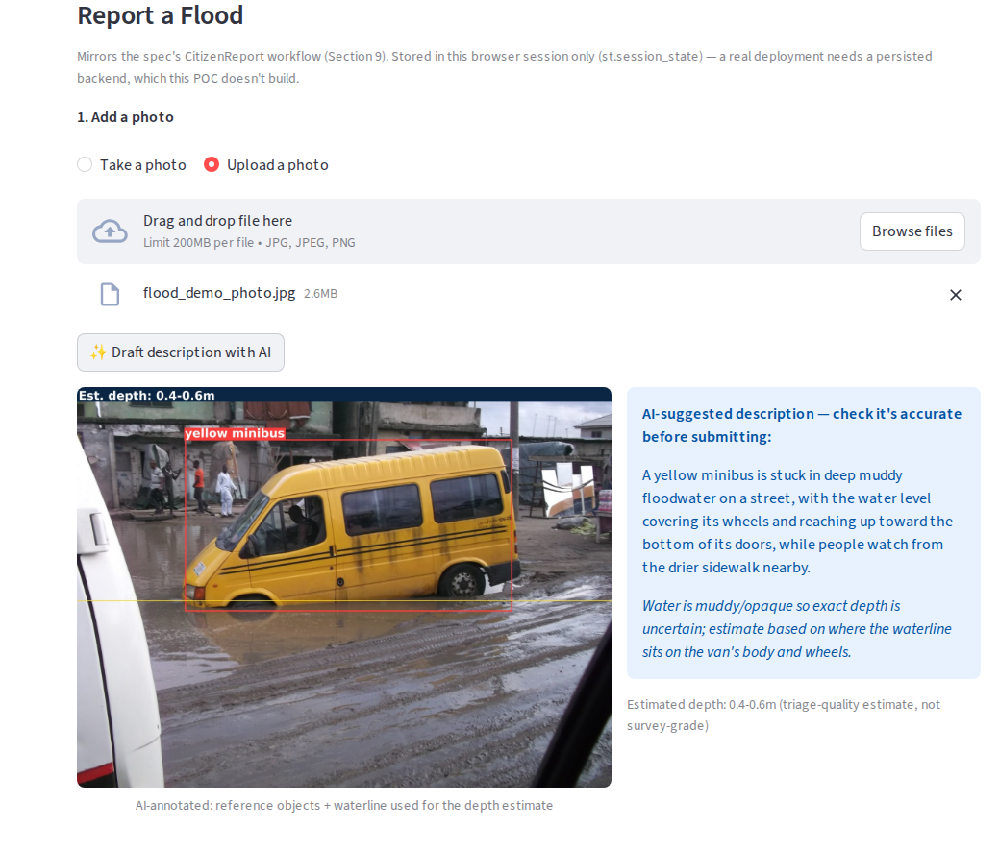 Report a Flood
Mirrors the spec's CitizenReport workflow (Section 9). Stored in this browser session only (st.session_state) — a real deployment needs a persisted
backend, which this POC doesn't build.
1. Add a photo
Take a photo
Upload a photo
Drag and drop file here
Limit 200MB per file • JPG, JPEG, PNG
Browse files
flood_demo_photo.jpg 2.6MB
✨ Draft description with AI
Est. depth: 0.4-0.6m
yellow minibus
AI-annotated: reference objects + waterline used for the depth estimate
AI-suggested description — check it's accurate
before submitting:
A yellow minibus is stuck in deep muddy
floodwater on a street, with the water level
covering its wheels and reaching up toward the
bottom of its doors, while people watch from
the drier sidewalk nearby.
Water is muddy/opaque so exact depth is
uncertain; estimate based on where the waterline
sits on the van's body and wheels.
Estimated depth: 0.4-0.6m (triage-quality estimate, not
survey-grade)